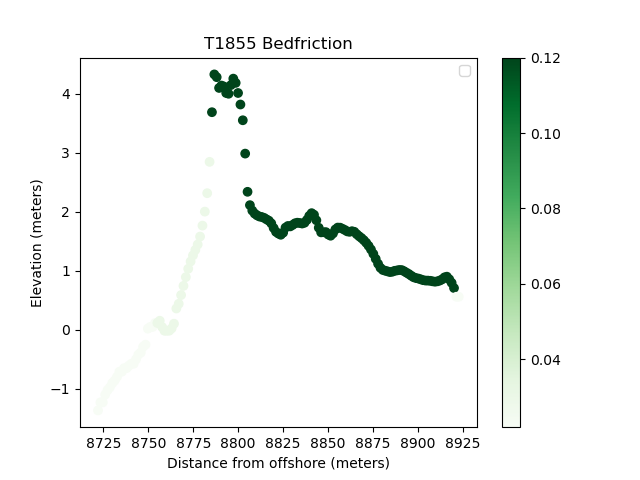 T1855 Bedfriction
Elevation (meters)
4
3
2
1
0
−1
8725 8750 8775 8800 8825 8850 8875 8900 8925
Distance from offshore (meters)
0.12
0.10
0.08
0.06
0.04